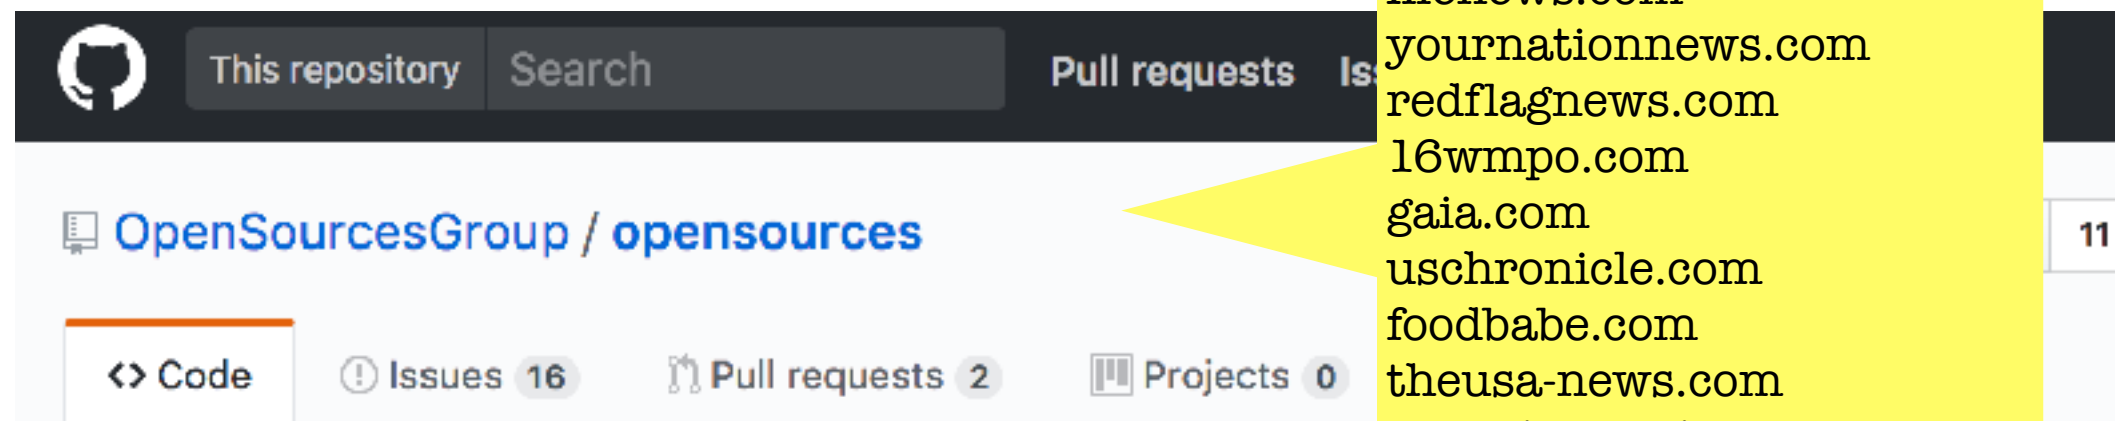 This repository Search Pull requests
yournationnews.com
redflagnews.com
16wmpo.com
OpenSourcesGroup / opensources
gaia.com
11
uschronicle.com
foodbabe.com
<> Code Issues 16 Pull requests 2 Projects 0
theusa-news.com